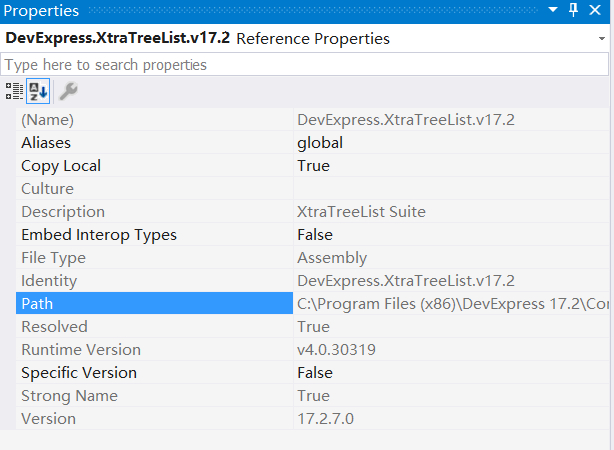 Properties
DevExpress.XtraTreeList.v17.2 Reference Properties
Type here to search properties
(Name) DevExpress.XtraTreeList.v17.2
Aliases global
Copy Local True
Culture
Description XtraTreeList Suite
Embed Interop Types False
File Type Assembly
Identity DevExpress.XtraTreeList.v17.2
Path C:\Program Files (x86)\DevExpress 17.2\Cor
Resolved True
Runtime Version v4.0.30319
Specific Version False
Strong Name True
Version 17.2.7.0